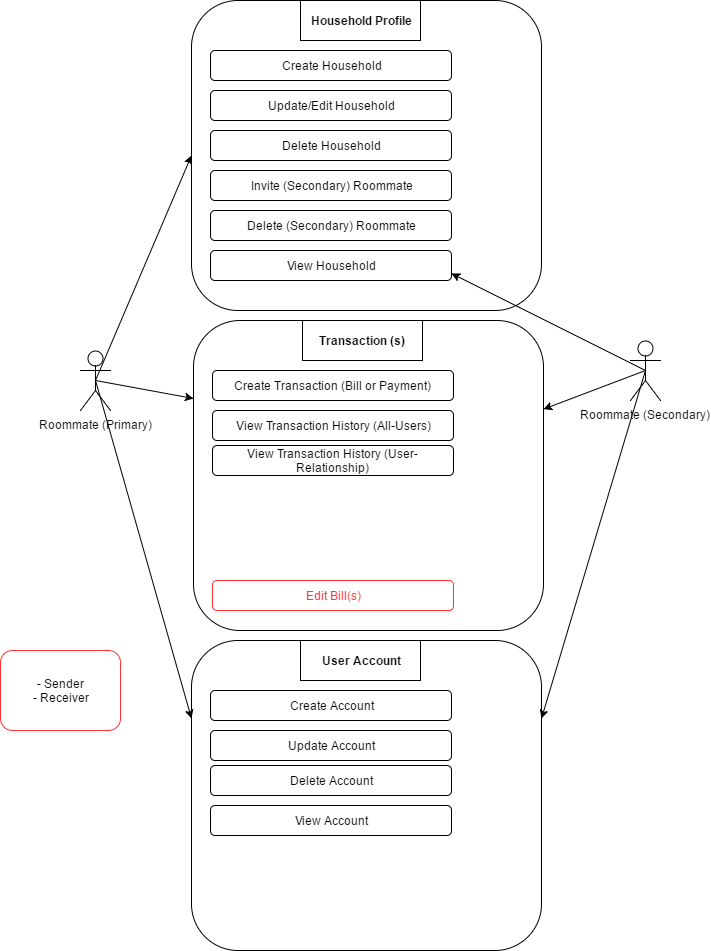 Household Profile
Create Household
Update/Edit Household
Delete Household
Invite (Secondary) Roommate
Delete (Secondary) Roommate
View Household
Transaction (s)
Create Transaction (Bill or Payment)
View Transaction History (All-Users)
View Transaction History (User-
Relationship)
Edit Bill(s)
Roommate (Primary)
Roommate (Secondary)
- Sender
- Receiver
User Account
Create Account
Update Account
Delete Account
View Account